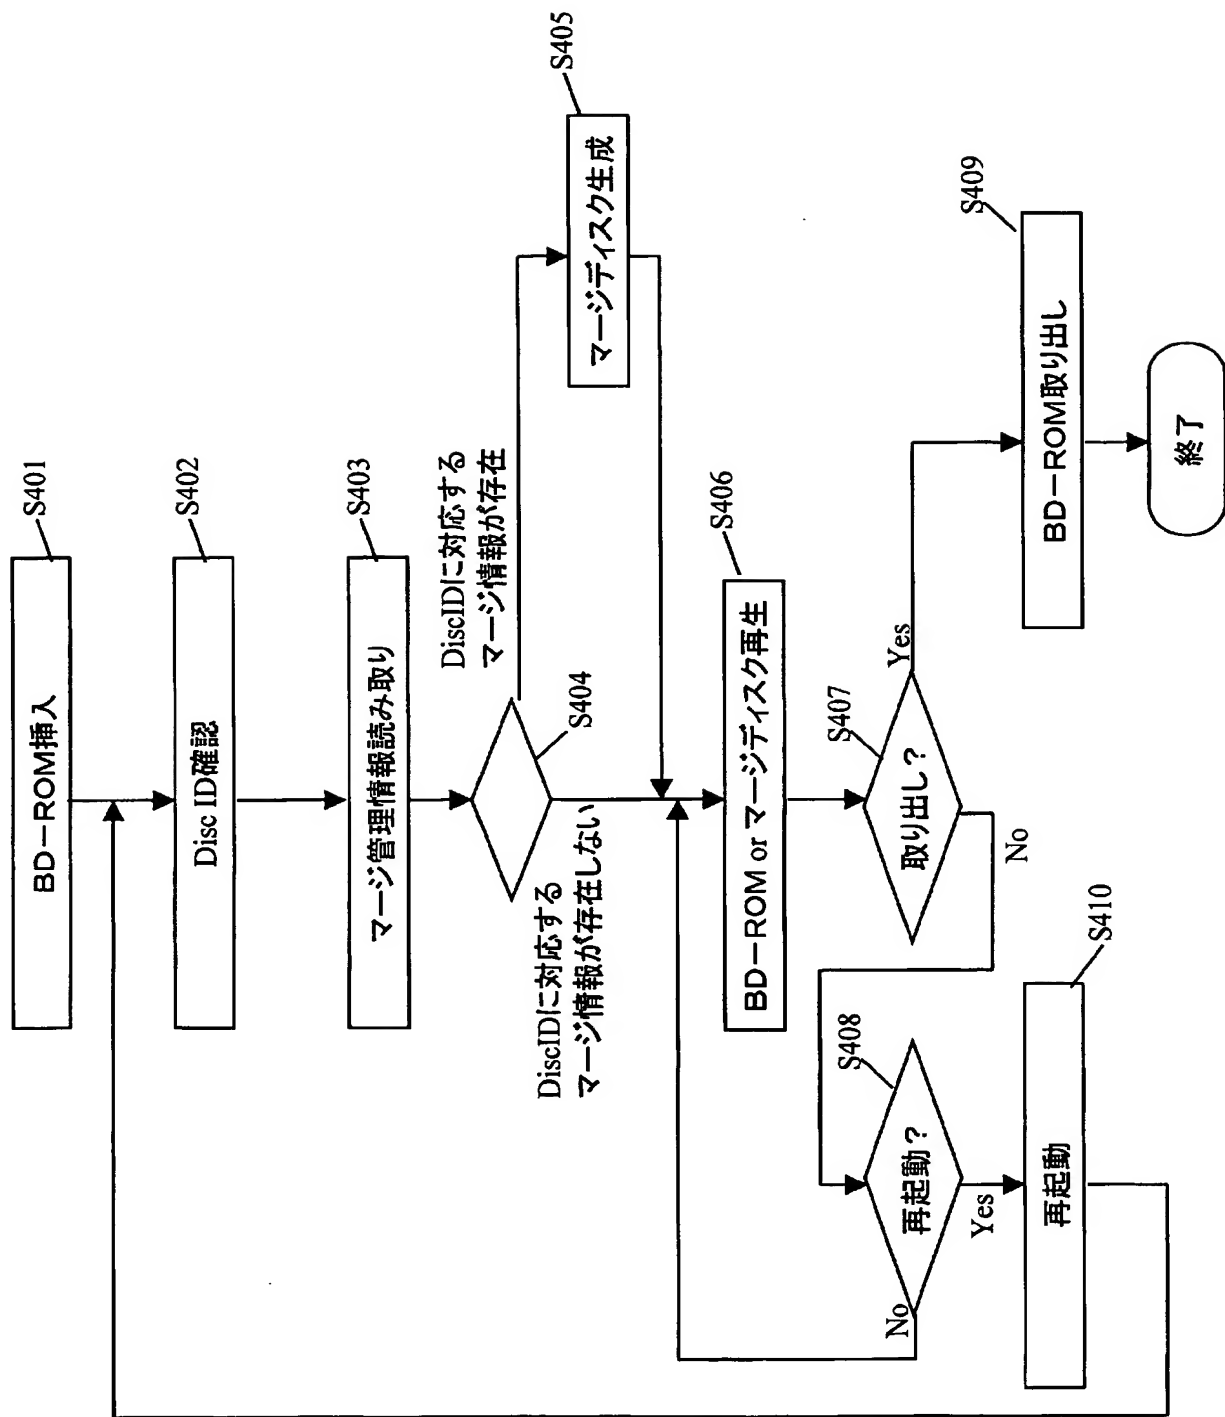 BD－ROM挿入
S401
Disc ID確認
S402
マージ管理情報読み取り
S403
S404
DiscIDに対応する
マージ情報が存在
マージディスク生成
S405
DiscIDに対応する
マージ情報が存在しない
BD－ROM or マージディスク再生
S406
取り出し？
S407
Yes
No
再起動？
S408
No
Yes
BD－ROM取り出し
S409
再起動
S410
終了